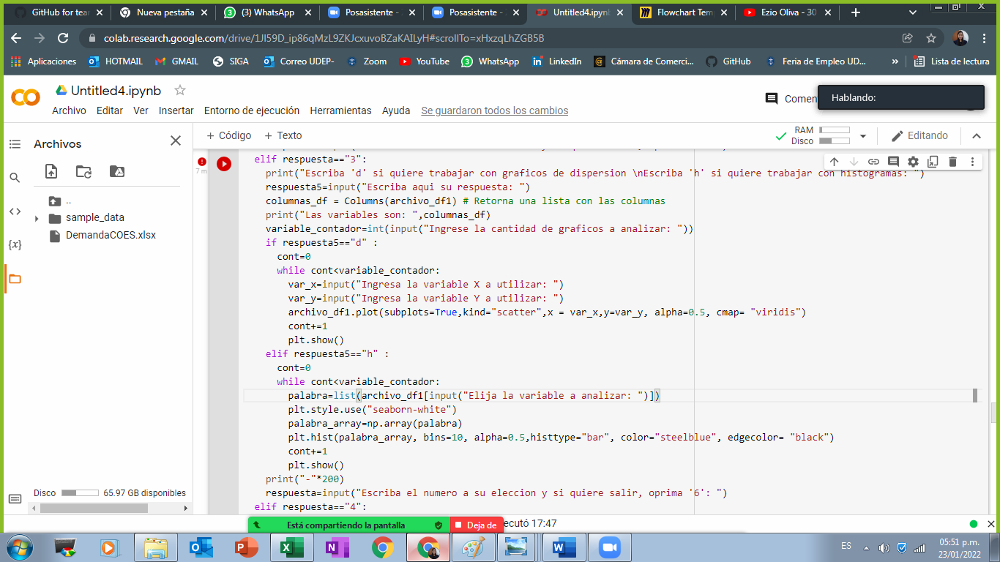 GitHub for tear
Nueva pestaña
(3) WhatsApp
Posasistente -
Posasistente -
Untitled4.ipynb
Flowchart Tem
Ezio Oliva - 30
colab.research.google.com/drive/1JI59D_ip86qMzL9ZKJcxuvoBZaKAILyH#scrollTo=xHxzqLhZGB5B
Aplicaciones
HOTMAIL
GMAIL
SIGA
Correo UDEP-
Zoom
YouTube
WhatsApp
LinkedIn
Cámara de Comerci...
GitHub
Feria de Empleo UD...
»
Lista de lectura
Untitled4.ipynb
Comen
Hablando:
Archivo Editar Ver Insertar Entorno de ejecución Herramientas Ayuda Se guardaron todos los cambios
Archivos
+ Código + Texto
RAM
Disco
Editando
..
sample_data
DemandaCOES.xlsx
Disco 65.97 GB disponibles
7 m
elif respuesta=="3":
print("Escriba 'd' si quiere trabajar con graficos de dispersion \nEscriba 'h' si quiere trabajar con histogramas: ")
respuesta5=input("Escriba aqui su respuesta: ")
columnas_df = Columns(archivo_df1) # Retorna una lista con las columnas
print("Las variables son: ",columnas_df)
variable_contador=int(input("Ingrese la cantidad de graficos a analizar: "))
if respuesta5=="d" :
cont=0
while cont<variable_contador:
var_x=input("Ingresa la variable X a utilizar: ")
var_y=input("Ingresa la variable Y a utilizar: ")
archivo_df1.plot(subplots=True,kind="scatter",x = var_x,y=var_y, alpha=0.5, cmap= "viridis")
cont+=1
plt.show()
elif respuesta5=="h" :
cont=0
while cont<variable_contador:
palabra=list(archivo_df1[input("Elija la variable a analizar: ")])
plt.style.use("seaborn-white")
palabra_array=np.array(palabra)
plt.hist(palabra_array, bins=10, alpha=0.5,histtype="bar", color="steelblue", edgecolor= "black")
cont+=1
plt.show()
print("-"*200)
respuesta=input("Escriba el numero a su eleccion y si quiere salir, oprima '6': ")
elif respuesta=="4":
Está compartiendo la pantalla
Deja de
ecutó 17:47
ES
05:51 p.m.
23/01/2022